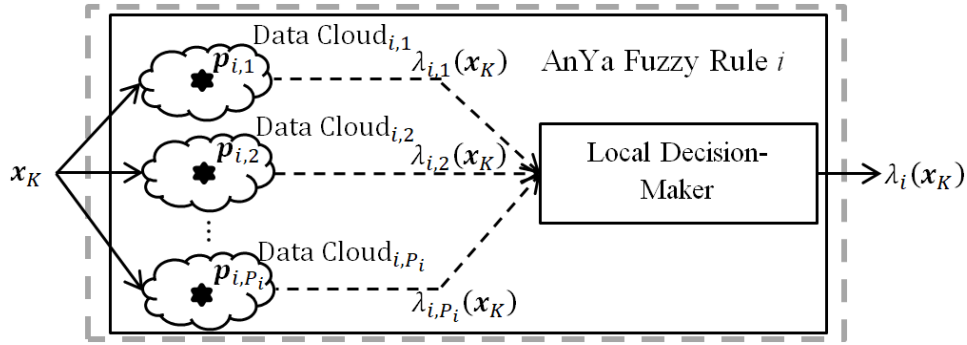 Data Cloud_{i,1}
p_{i,1}
λ_{i,1}(x_K)
AnYa Fuzzy Rule i
Data Cloud_{i,2}
p_{i,2}
λ_{i,2}(x_K)
x_K
Local Decision-
Maker
λ_i(x_K)
Data Cloud_{i,P_i}
p_{i,P_i}
λ_{i,P_i}(x_K)